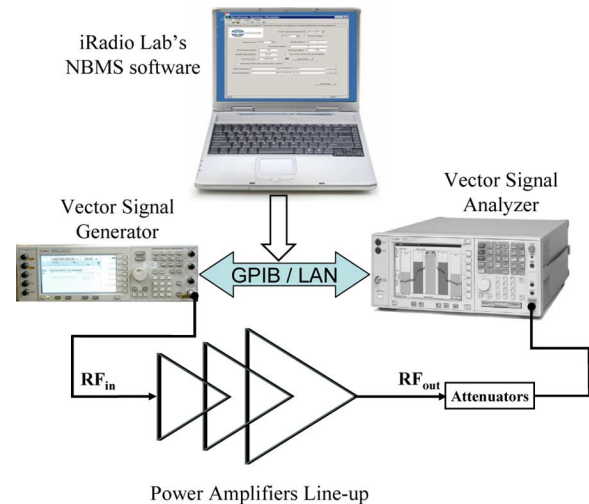 iRadio Lab's
NBMS software
Vector Signal
Generator
Vector Signal
Analyzer
GPIB / LAN
RFin
RFout
Attenuators
Power Amplifiers Line-up